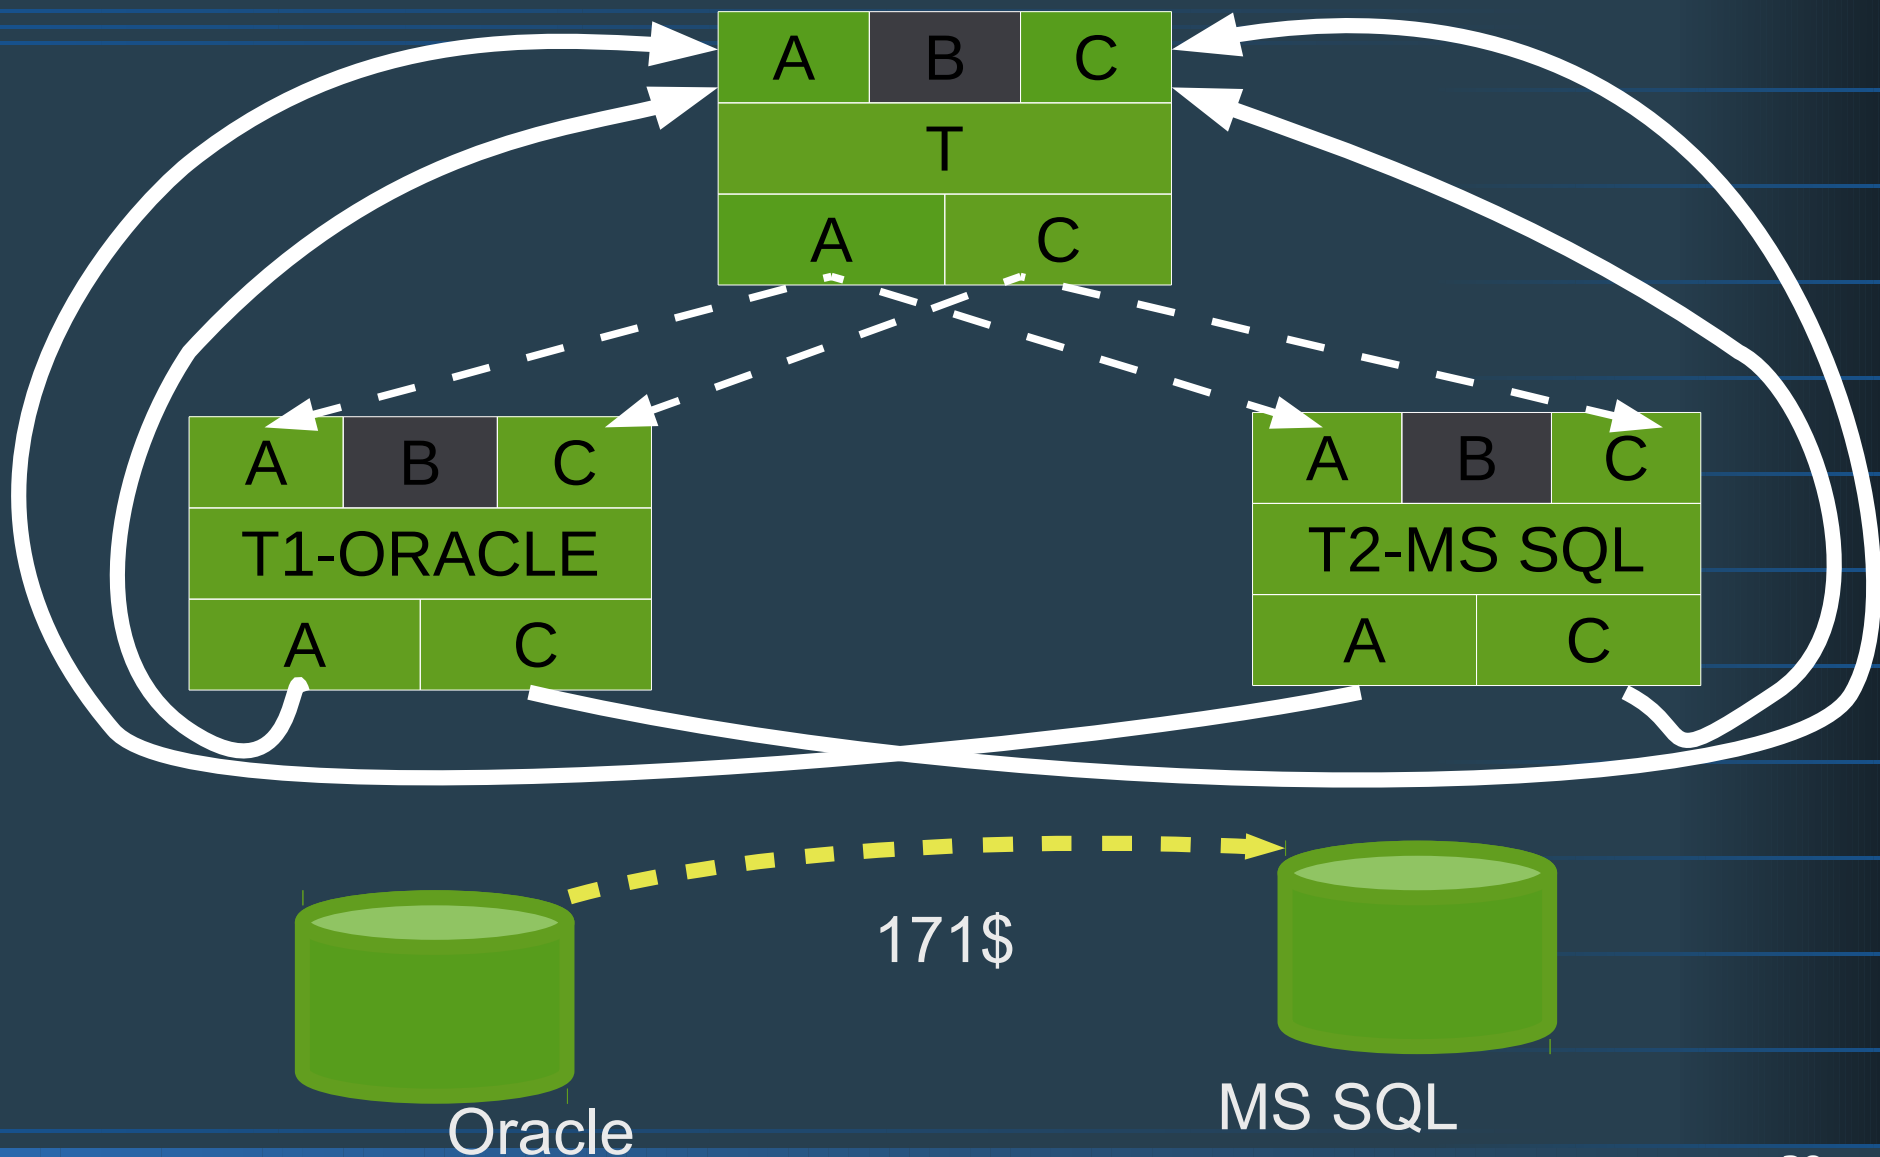 A B C
T
A C
A B C
T1-ORACLE
A C
A B C
T2-MS SQL
A C
171$
Oracle
MS SQL